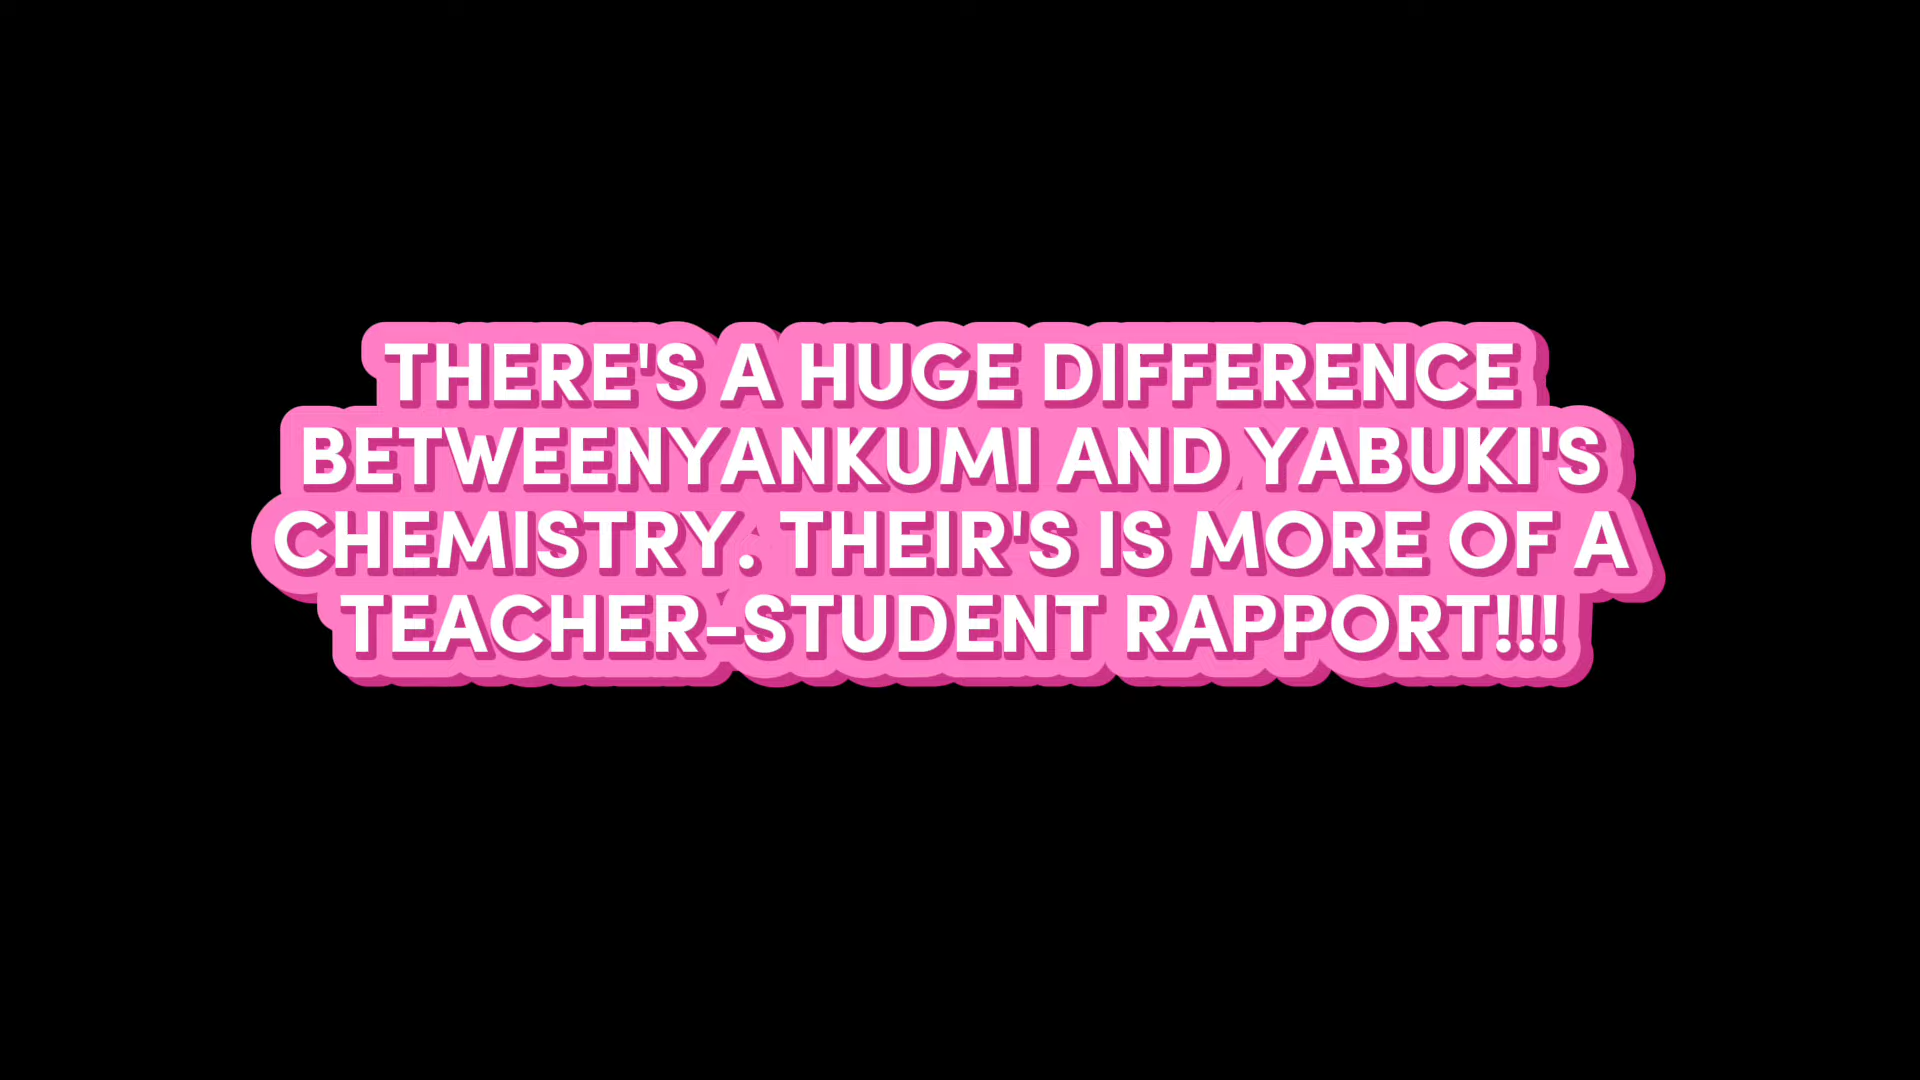 THERE'S A HUGE DIFFERENCE
BETWEENYANKUMI AND YABUKI'S
CHEMISTRY. THEIR'S IS MORE OF A
TEACHER-STUDENT RAPPORT!!!